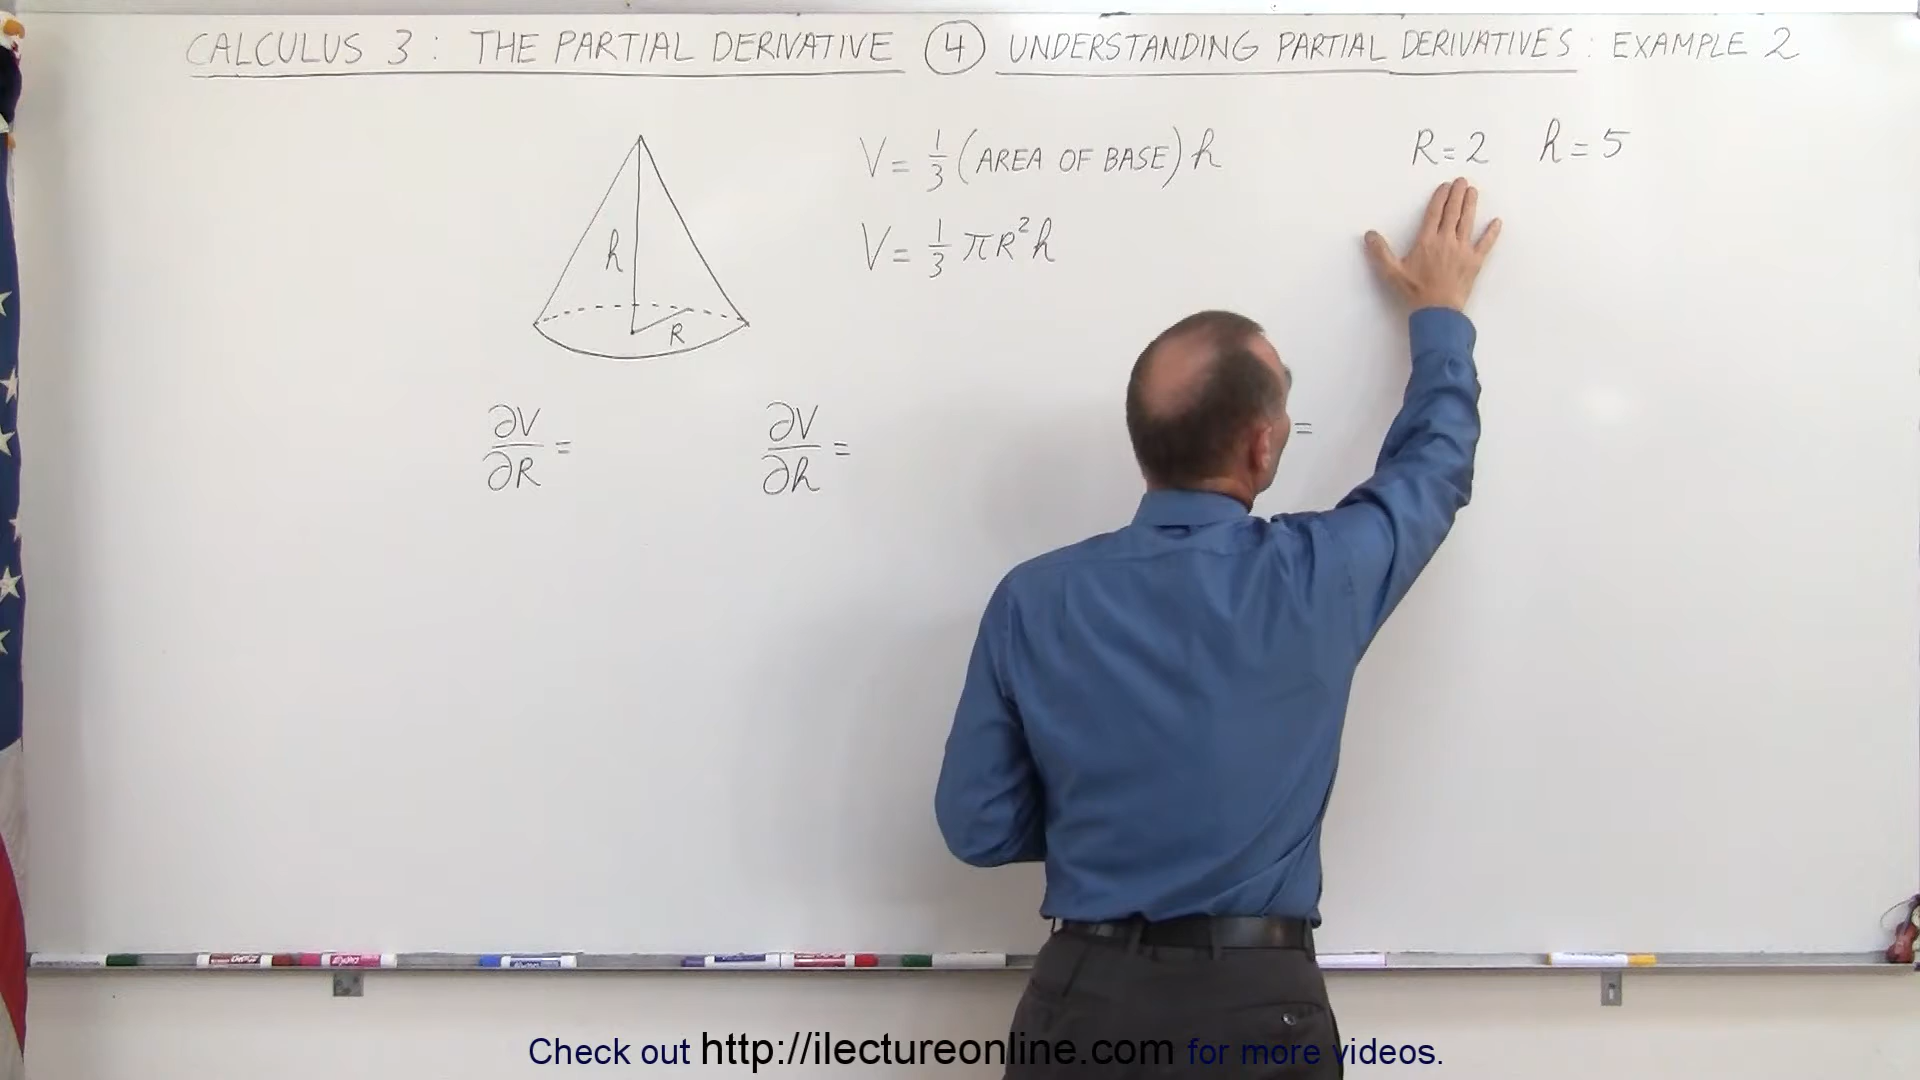 CALCULUS 3 : THE PARTIAL DERIVATIVE ④ UNDERSTANDING PARTIAL DERIVATIVES : EXAMPLE 2
V = 1/3 (AREA OF BASE) h
R = 2 h = 5
V = 1/3 πR²h
h
R
∂V/∂R =
∂V/∂h =
=
Check out http://ilectureonline.com for more videos.